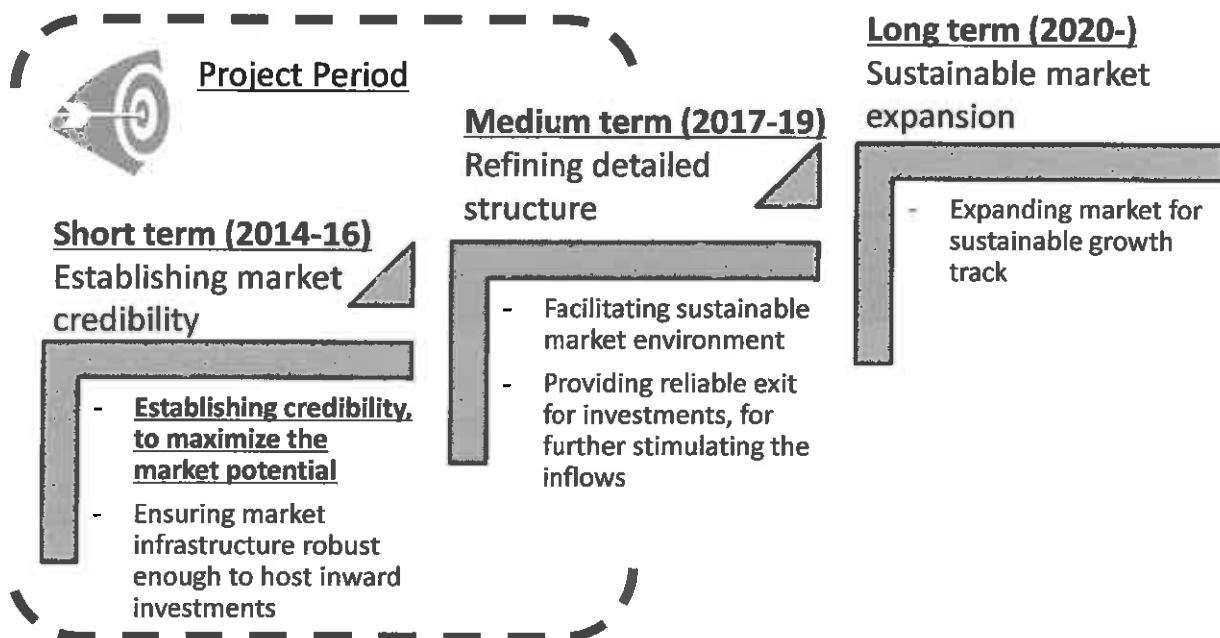 Project Period
Short term (2014-16)
Establishing market
credibility
- Establishing credibility,
to maximize the
market potential
- Ensuring market
infrastructure robust
enough to host inward
investments
Medium term (2017-19)
Refining detailed
structure
- Facilitating sustainable
market environment
- Providing reliable exit
for investments, for
further stimulating the
inflows
Long term (2020-)
Sustainable market
expansion
- Expanding market for
sustainable growth
track